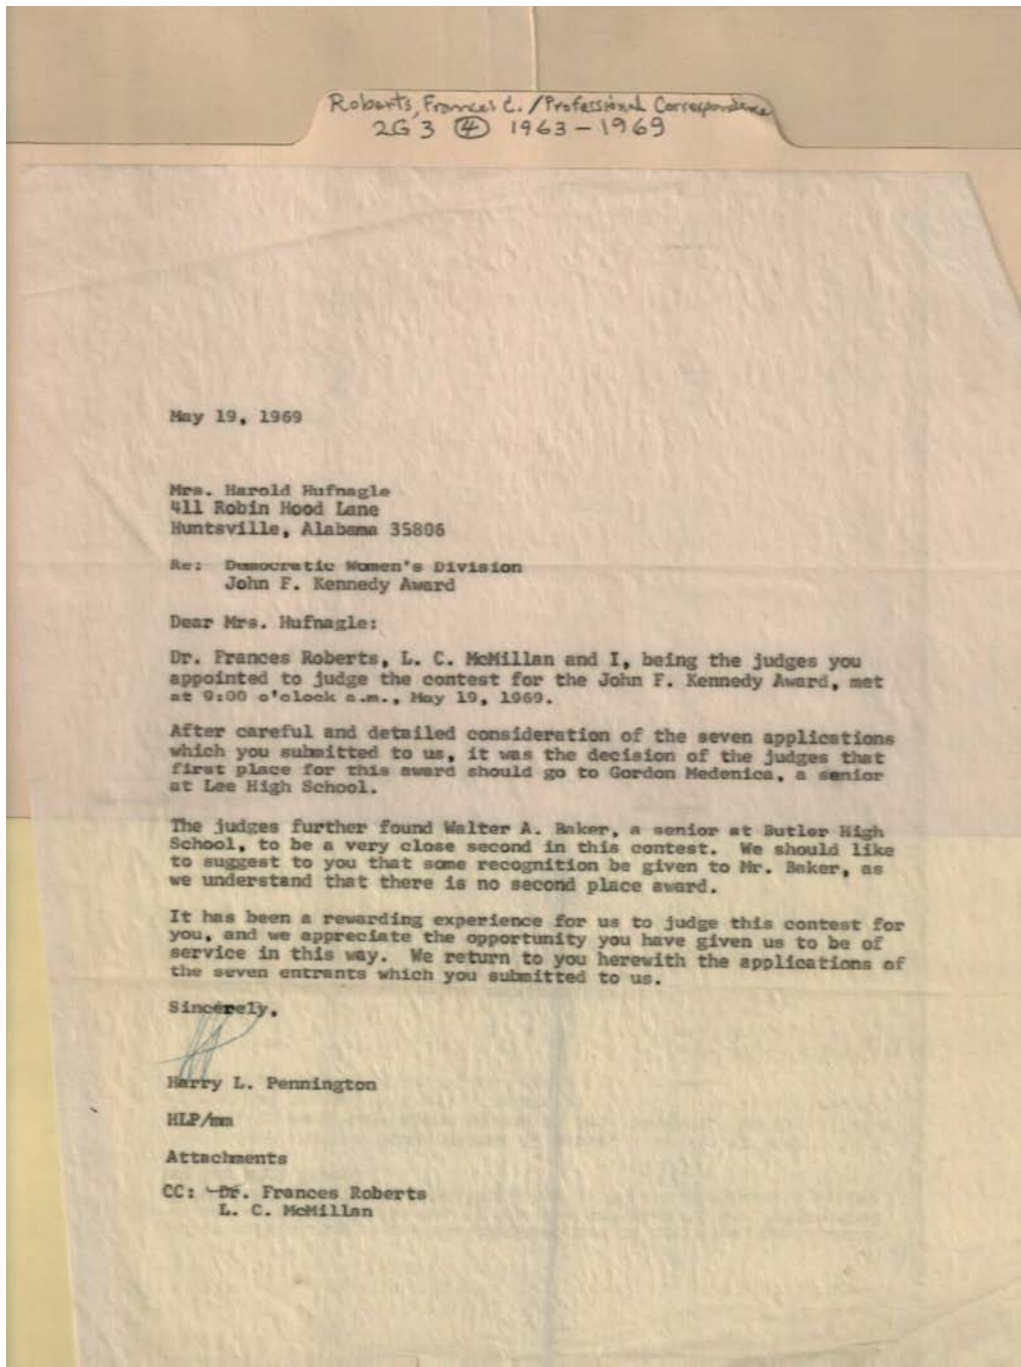 Roberts, Frances C. / Professional Correspondence
2G 3 4 1963-1969
May 19, 1969
Mrs. Harold Hufnagle
411 Robin Hood Lane
Huntsville, Alabama 35806
Re: Democratic Women's Division
John F. Kennedy Award
Dear Mrs. Hufnagle:
Dr. Frances Roberts, L. C. McMillan and I, being the judges you
appointed to judge the contest for the John F. Kennedy Award, met
at 9:00 o'clock a.m., May 19, 1969.
After careful and detailed consideration of the seven applications
which you submitted to us, it was the decision of the judges that
first place for this award should go to Gordon Medenica, a senior
at Lee High School.
The judges further found Walter A. Baker, a senior at Butler High
School, to be a very close second in this contest. We should like
to suggest to you that some recognition be given to Mr. Baker, as
we understand that there is no second place award.
It has been a rewarding experience for us to judge this contest for
you, and we appreciate the opportunity you have given us to be of
service in this way. We return to you herewith the applications of
the seven entrants which you submitted to us.
Sincerely,
Harry L. Pennington
HLP/mm
Attachments
CC: Dr. Frances Roberts
L. C. McMillan